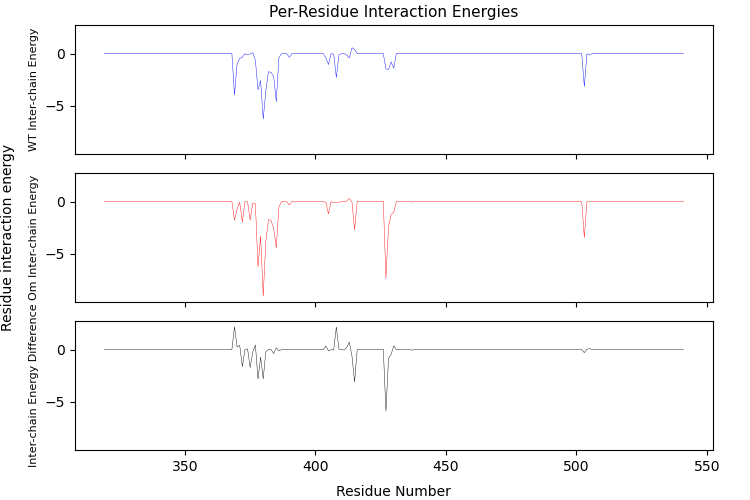 Per-Residue Interaction Energies
Residue interaction energy
WT Inter-chain Energy
0
−5
Om Inter-chain Energy
0
−5
Inter-chain Energy Difference
0
−5
350
400
450
500
550
Residue Number